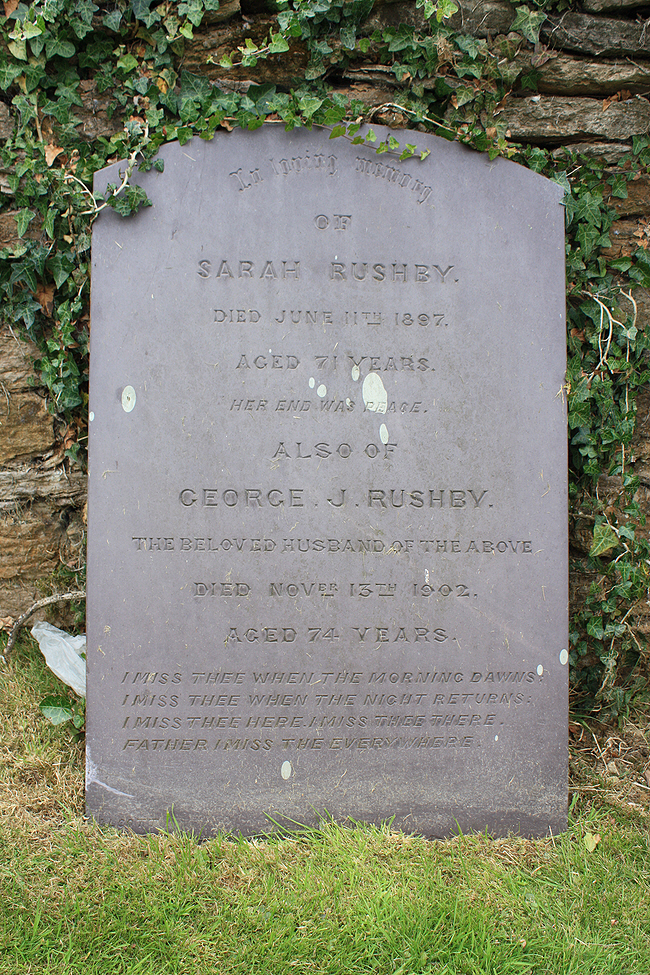 In loving memory
OF
SARAH RUSHBY.
DIED JUNE 11TH 1897.
AGED 71 YEARS.
HER END WAS PEACE.
ALSO OF
GEORGE. J. RUSHBY.
THE BELOVED HUSBAND OF THE ABOVE
DIED NOVER 13TH 1902.
AGED 74 YEARS.
I MISS THEE WHEN THE MORNING DAWNS:
I MISS THEE WHEN THE NIGHT RETURNS:
I MISS THEE HERE. I MISS THEE THERE.
FATHER I MISS THE EVERYWHERE.